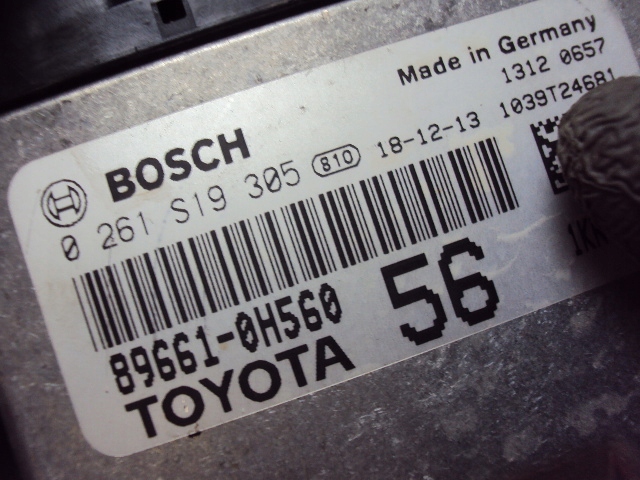 Made in Germany
1312 0657
BOSCH
0 261 S19 305 810 18-12-13 1039T24681
89661-0H560
56
TOYOTA